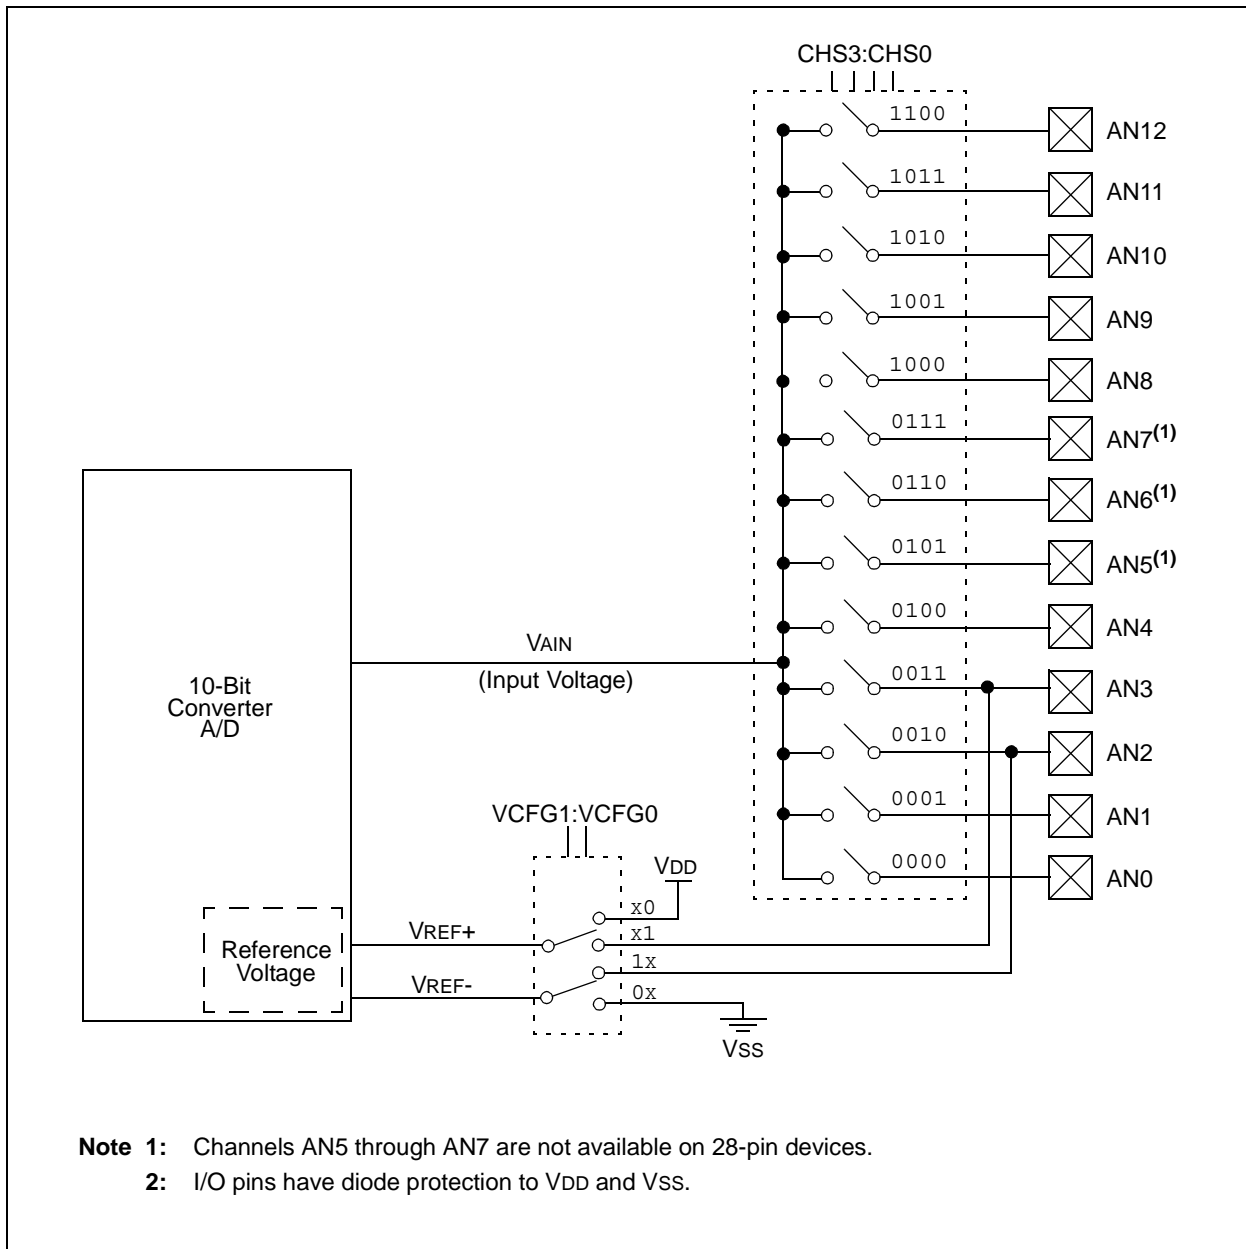 CHS3:CHS0
1100
AN12
1011
AN11
1010
AN10
1001
AN9
1000
AN8
0111
AN7(1)
0110
AN6(1)
0101
AN5(1)
0100
AN4
VAIN
(Input Voltage)
0011
AN3
10-Bit
Converter
A/D
0010
AN2
0001
AN1
VCFG1:VCFG0
0000
AN0
VDD
x0
VREF+
x1
Reference
Voltage
1x
VREF-
0x
VSS
Note 1: Channels AN5 through AN7 are not available on 28-pin devices.
2: I/O pins have diode protection to VDD and VSS.